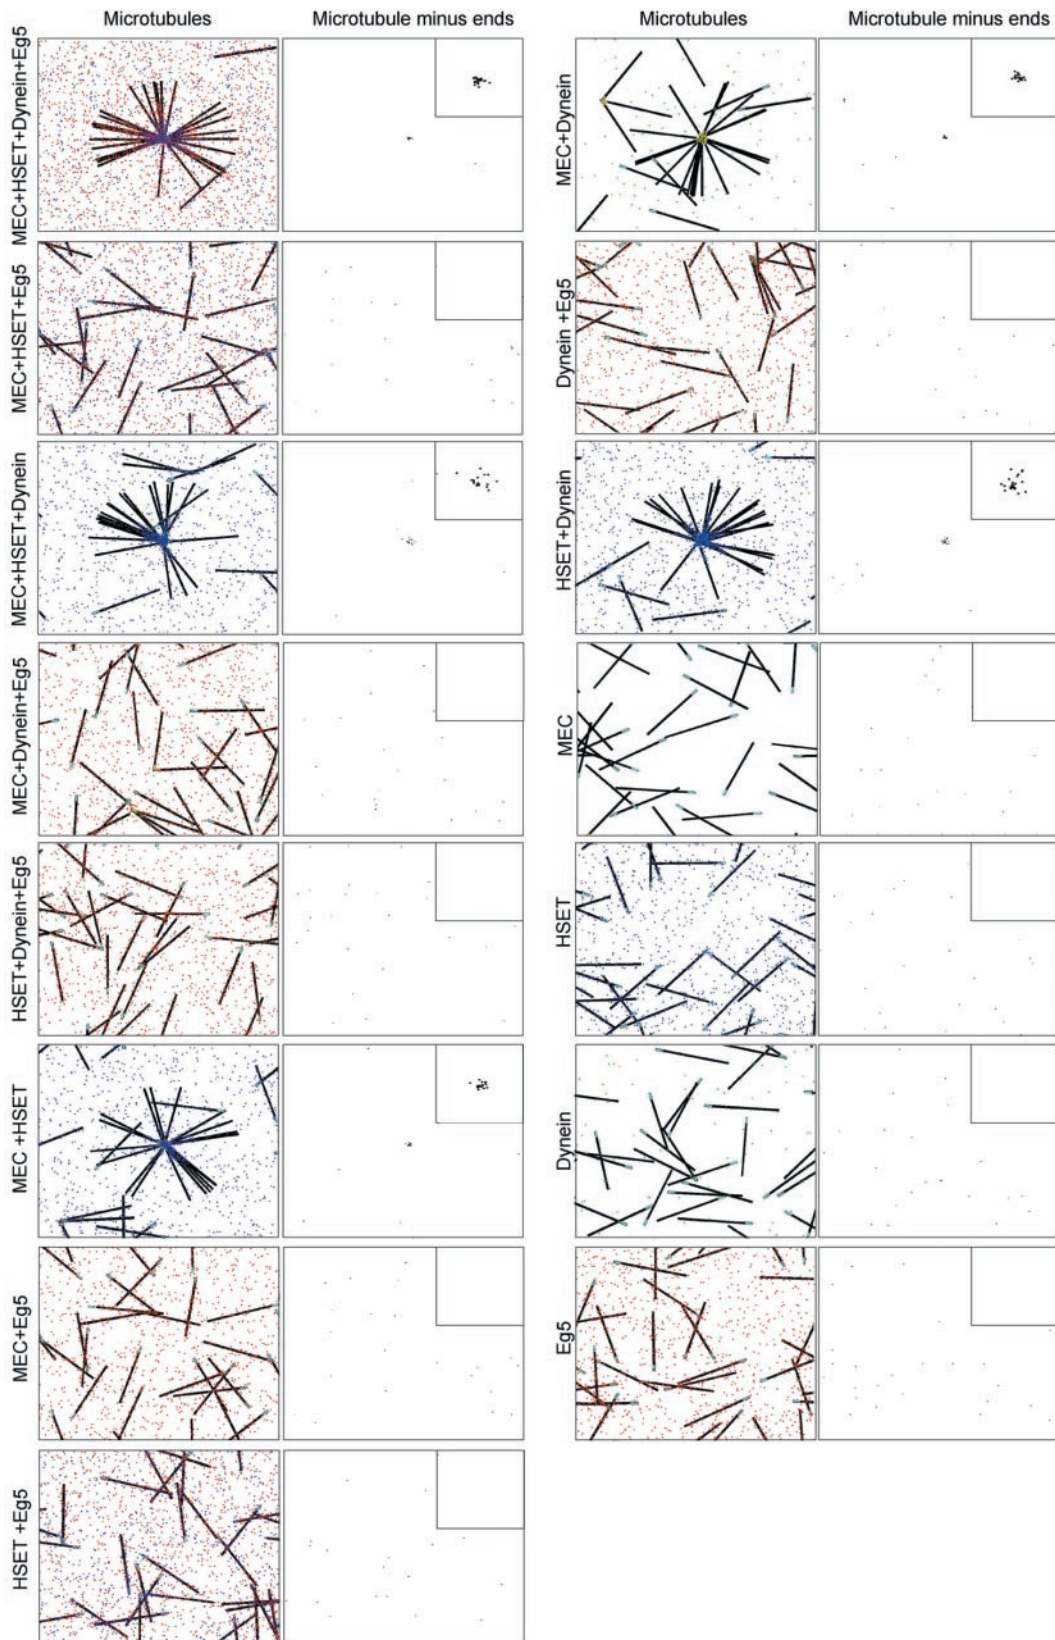 Microtubules
Microtubule minus ends
Microtubules
Microtubule minus ends
MEC+HSET+Dynein+Eg5
MEC+Dynein
MEC+HSET+Eg5
Dynein +Eg5
MEC+HSET+Dynein
HSET+Dynein
MEC+Dynein+Eg5
MEC
HSET+Dynein+Eg5
HSET
MEC +HSET
Dynein
MEC+Eg5
Eg5
HSET +Eg5